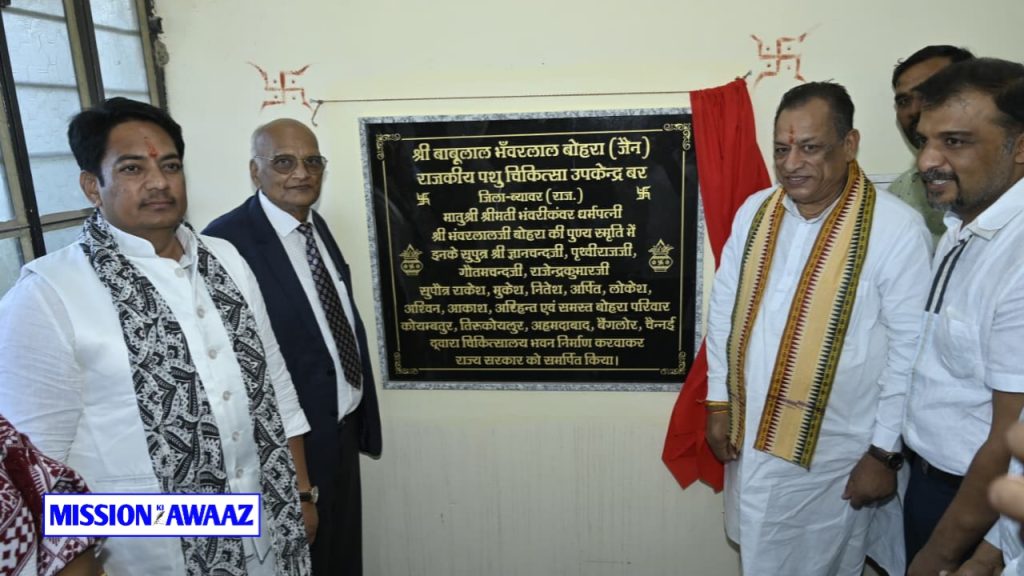 श्री बाबूलाल भँवरलाल बोहरा (जैन)
राजकीय पशु चिकित्सा उपकेन्द्र बर
जिला-ब्यावर (राज.)
मातुश्री श्रीमती भंवरीकंवर धर्मपत्नी
श्री भंवरलालजी बोहरा की पुण्य स्मृति में
इनके सुपुत्र श्री ज्ञानचन्दजी, पृथ्वीराजजी,
गौतमचन्दजी, राजेन्द्रकुमारजी
सुपौत्र राकेश, मुकेश, नितेश, अर्पित, लोकेश,
अश्विन, आकाश, अरिहन्त एवं समस्त बोहरा परिवार
कोयम्बतुर, तिरूकोयलुर, अहमदाबाद, बैंगलोर, चैन्नई
द्वारा चिकित्सालय भवन निर्माण करवाकर
राज्य सरकार को समर्पित किया।
MISSION KI AWAAZ